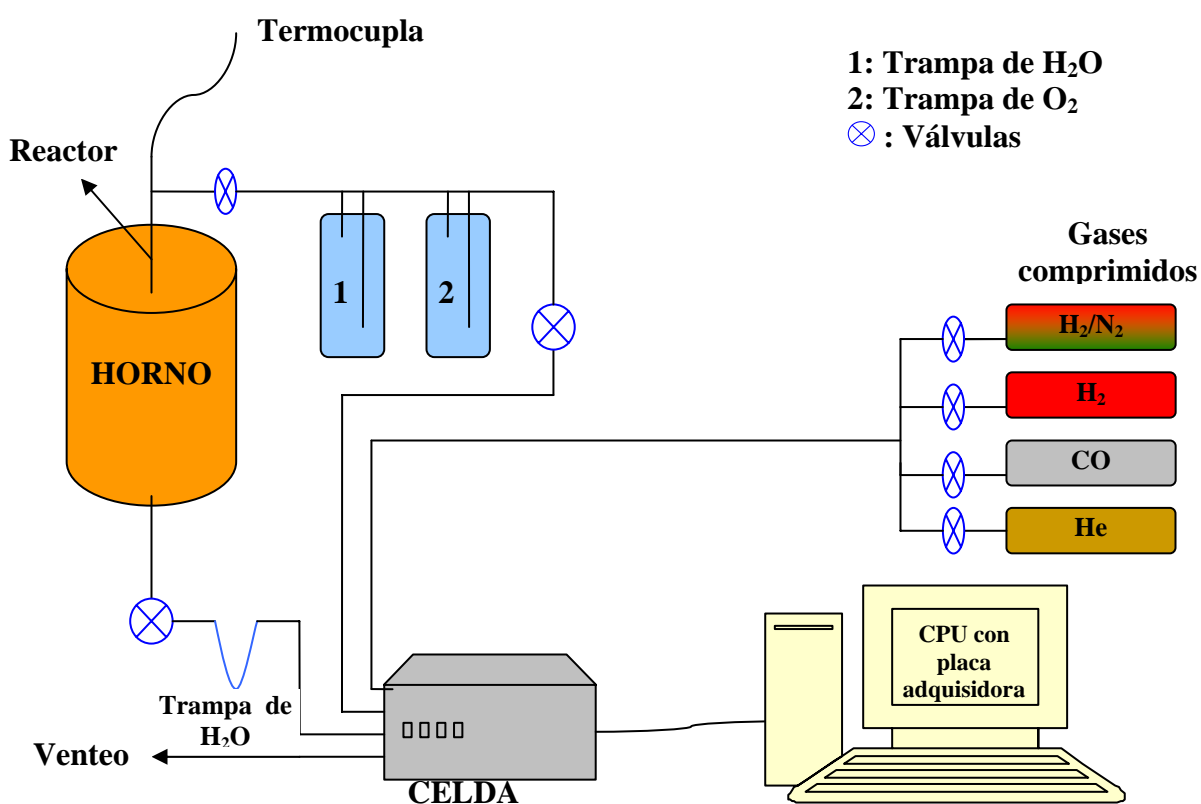 Termocupla
1: Trampa de H₂O
2: Trampa de O₂
⊗ : Válvulas
Reactor
Gases
comprimidos
1
2
H₂/N₂
HORNO
H₂
CO
He
CPU con
placa
adquisidora
Trampa de
H₂O
Venteo
CELDA